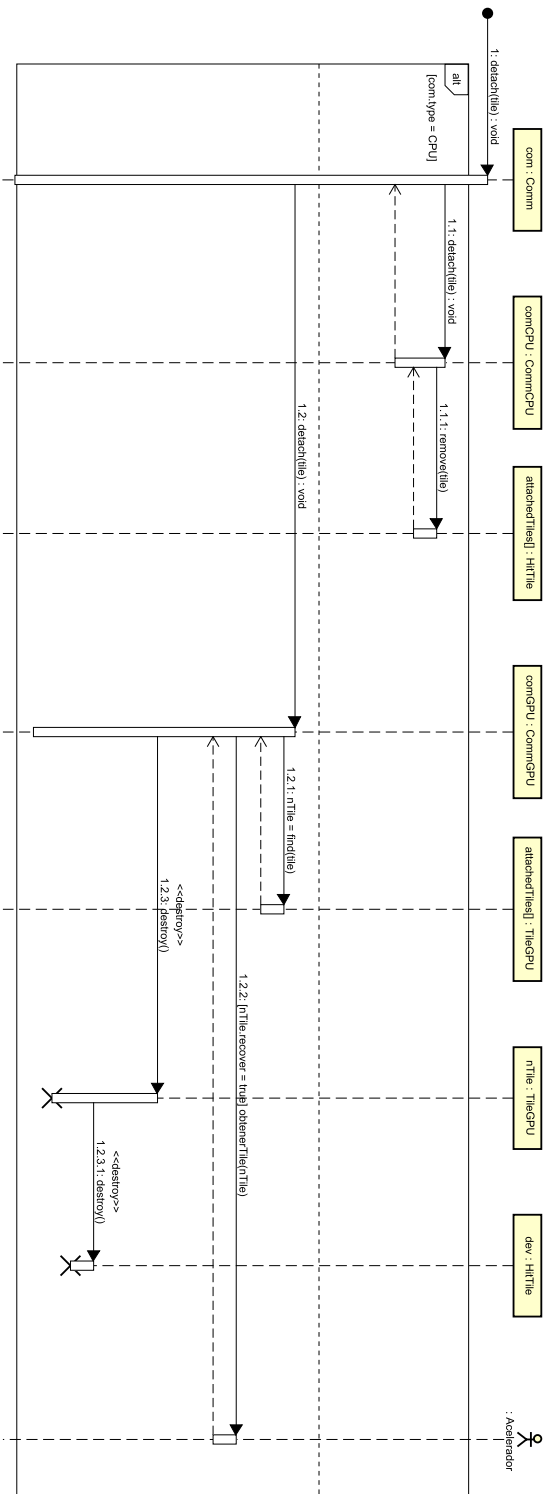 com : Comm
comCPU : CommCPU
attachedTiles[] : HitTile
comGPU : CommGPU
attachedTiles[] : TileGPU
nTile : TileGPU
dev : HitTile
: Acelerador
1: detach(tile) : void
alt
[com.type = CPU]
1.1: detach(tile) : void
1.1.1: remove(tile)
1.2: detach(tile) : void
1.2.1: nTile = find(tile)
1.2.2: [nTile.recover = true] obtenerTile(nTile)
<<destroy>>
1.2.3: destroy()
<<destroy>>
1.2.3.1: destroy()